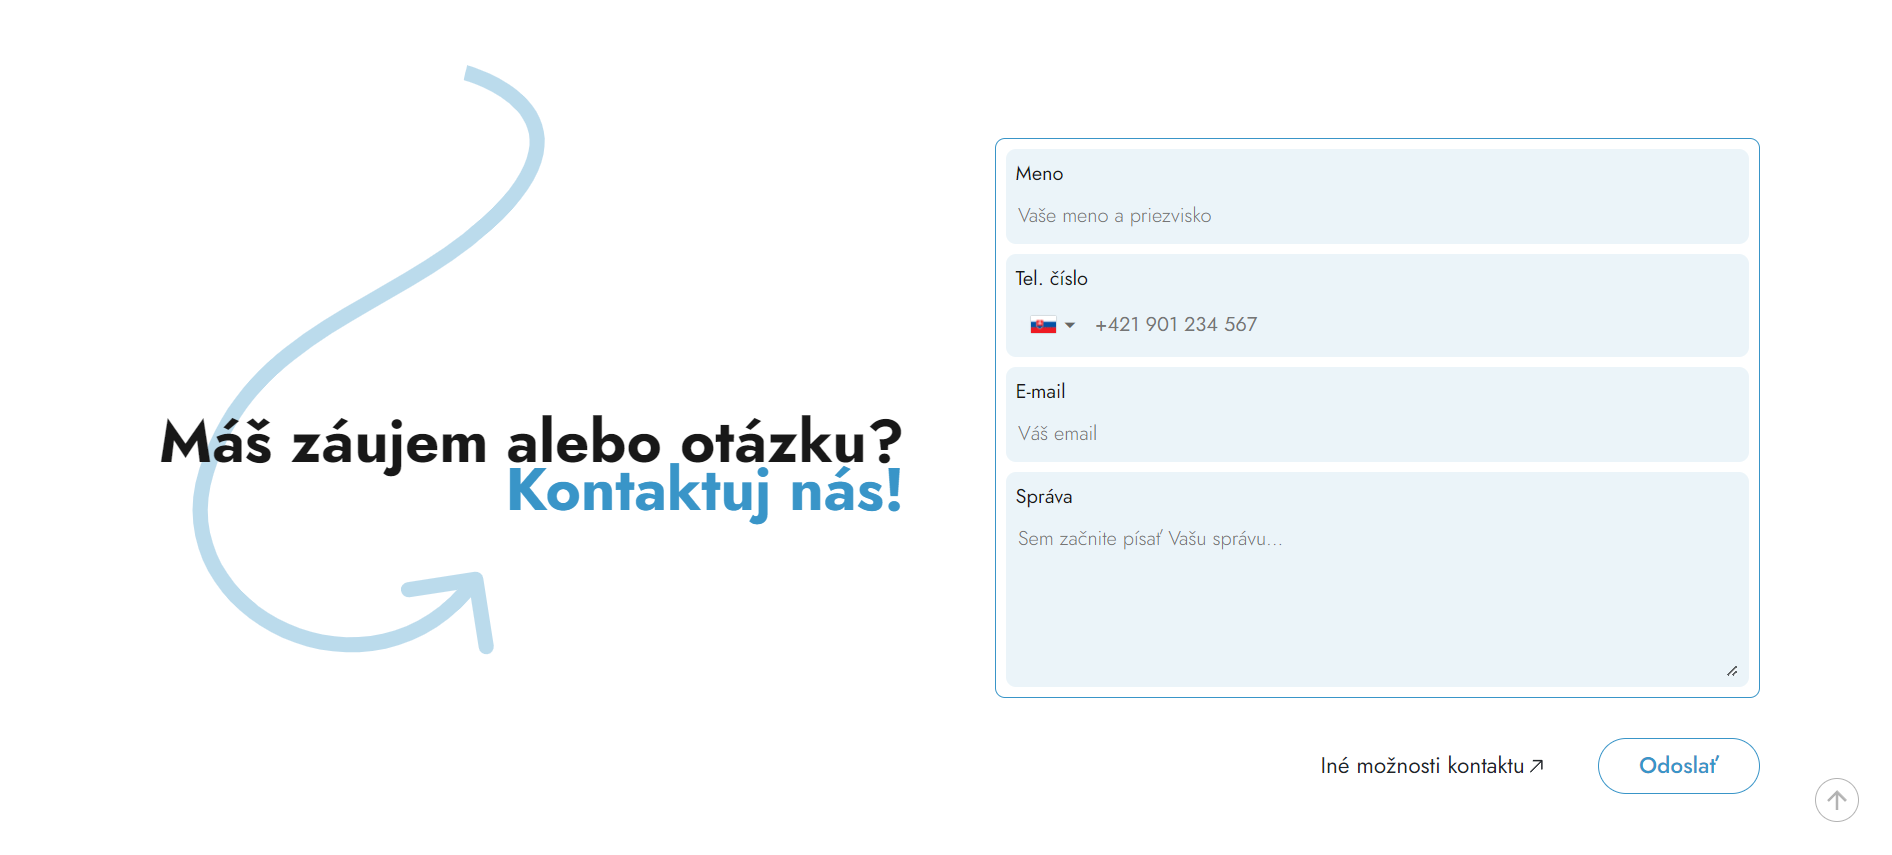 Máš záujem alebo otázku?
Kontaktuj nás!
Meno
Vaše meno a priezvisko
Tel. číslo
+421 901 234 567
E-mail
Váš email
Správa
Sem začnite písať Vašu správu...
Iné možnosti kontaktu
Odoslať